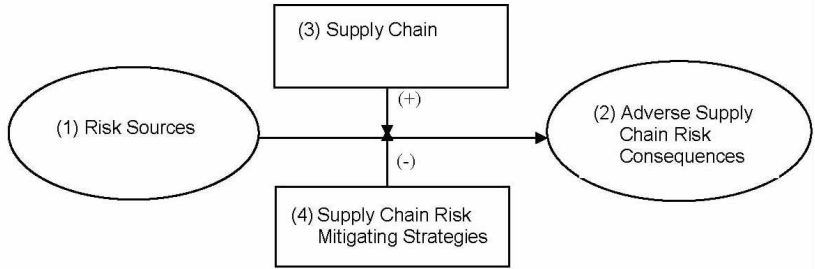 (3) Supply Chain
(+)
(1) Risk Sources
(2) Adverse Supply
Chain Risk
Consequences
(-)
(4) Supply Chain Risk
Mitigating Strategies